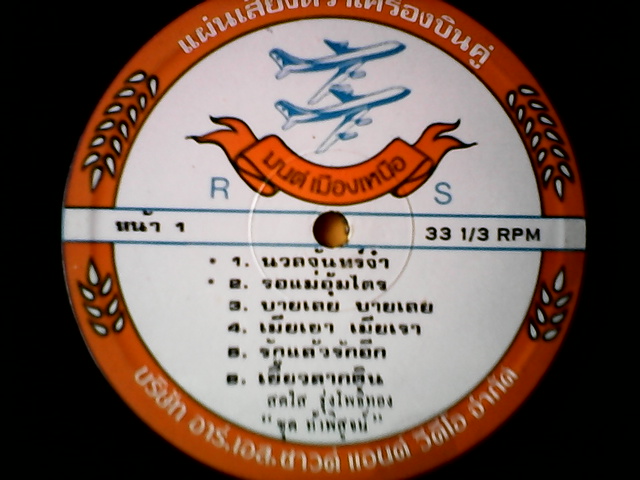 แผ่นเสียงตราเครื่องบินคู่
มนต์เมืองเหนือ
R S
หน้า 1
33 1/3 RPM
* 1. นวลจันทร์จ๋า
* 2. รอแม่อุ้มไดร
3. บายเลย บายเลย
4. เมียเขา เมียเรา
5. รักแล้วรักอีก
6. เยี่ยวลากดิน
สดใส รุ่งโพธิ์ทอง
"ชุด ท้าพิสูจน์"
บริษัท อาร์.เอส.ซาวด์ แอนด์ วีดีโอ จำกัด